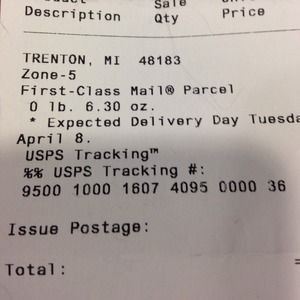 Sale
Description Qty Price
TRENTON, MI 48183
Zone-5
First-Class Mail® Parcel
0 lb. 6.30 oz.
* Expected Delivery Day Tuesda
April 8.
USPS Tracking™
%% USPS Tracking #:
9500 1000 1607 4095 0000 36
Issue Postage:
Total: =